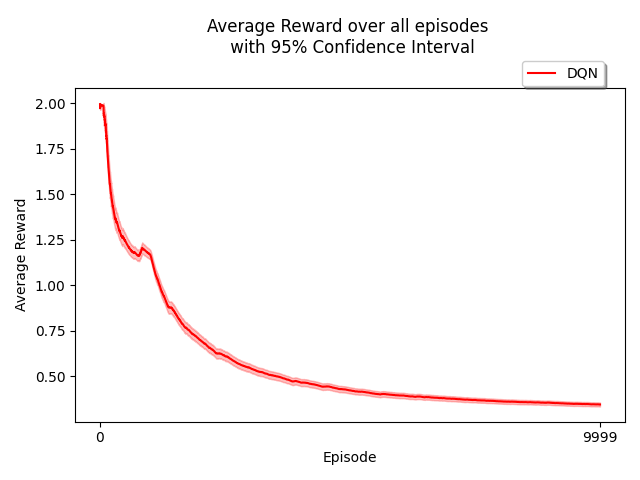 Average Reward over all episodes
with 95% Confidence Interval
DQN
2.00
1.75
1.50
1.25
1.00
0.75
0.50
Average Reward
0
9999
Episode